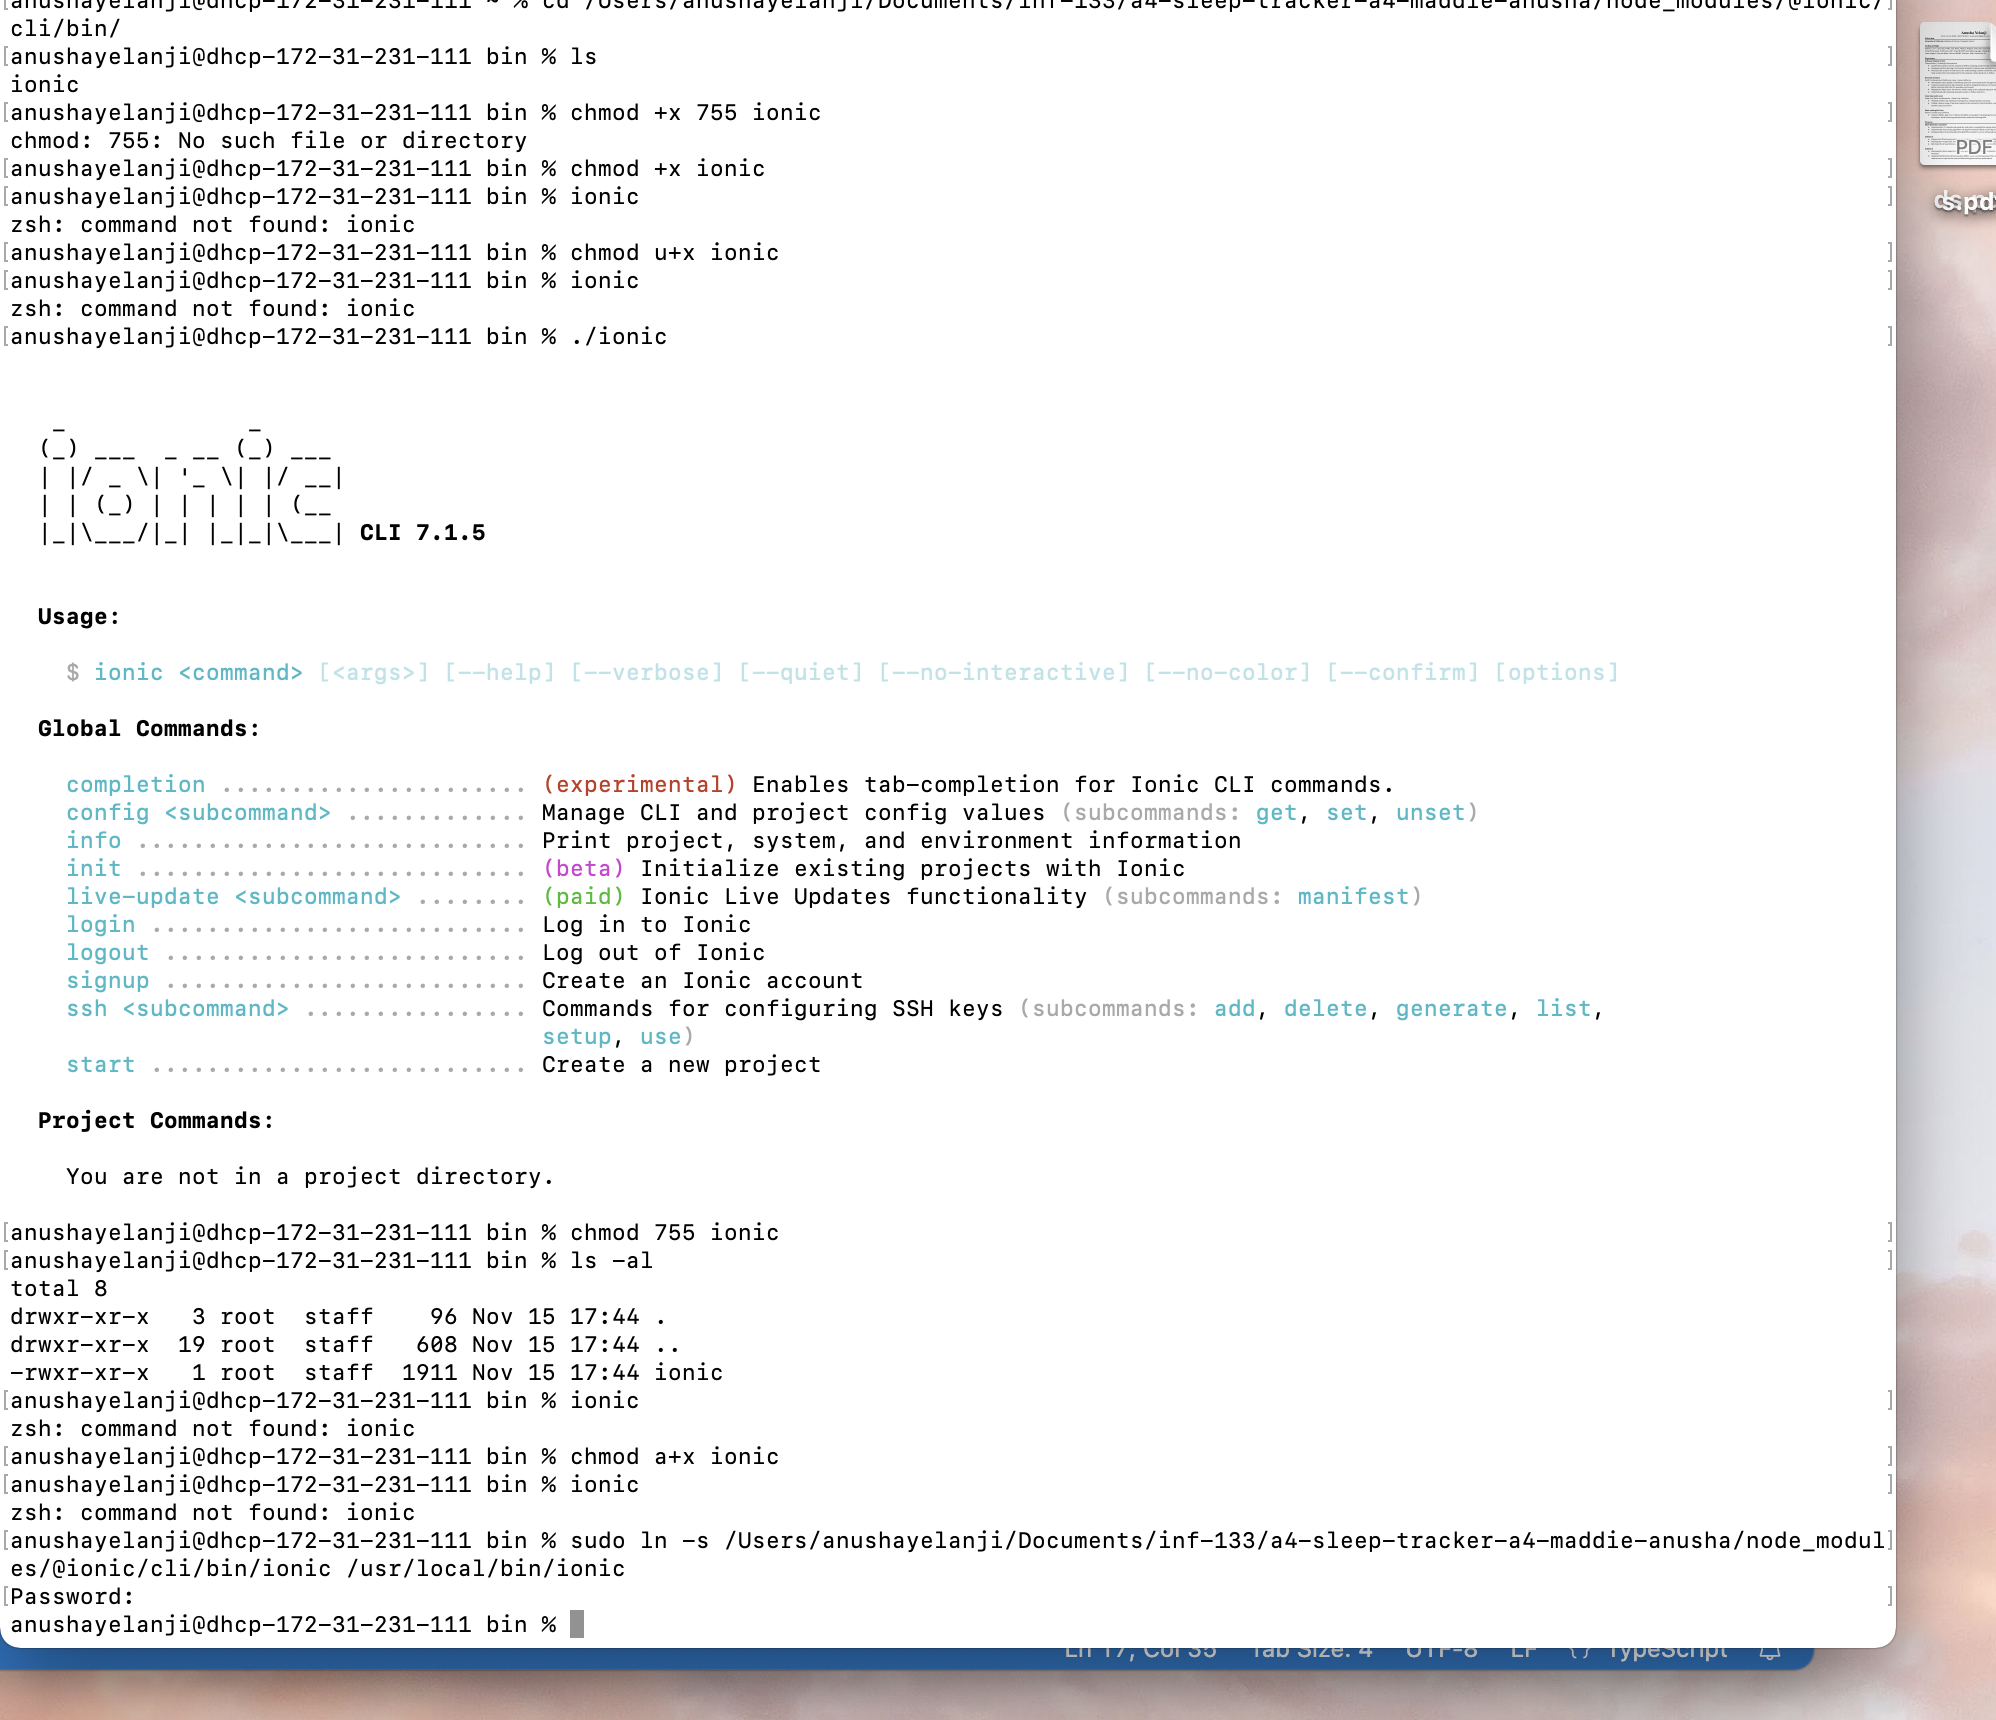 [anushayelanji@dhcp-172-31-231-111 ~ % cd /Users/anushayelanji/Documents/inf-133/a4-sleep-tracker-a4-maddie-anusha/node_modules/@ionic/]
cli/bin/
[anushayelanji@dhcp-172-31-231-111 bin % ls ]
ionic
[anushayelanji@dhcp-172-31-231-111 bin % chmod +x 755 ionic ]
chmod: 755: No such file or directory
[anushayelanji@dhcp-172-31-231-111 bin % chmod +x ionic ]
[anushayelanji@dhcp-172-31-231-111 bin % ionic ]
zsh: command not found: ionic
[anushayelanji@dhcp-172-31-231-111 bin % chmod u+x ionic ]
[anushayelanji@dhcp-172-31-231-111 bin % ionic ]
zsh: command not found: ionic
[anushayelanji@dhcp-172-31-231-111 bin % ./ionic ]
   _             _
  (_) ___  _ __ (_) ___
  | |/ _ \| '_ \| |/ __|
  | | (_) | | | | | (__
  |_|\___/|_| |_|_|\___| CLI 7.1.5
Usage:
$ ionic <command> [<args>] [--help] [--verbose] [--quiet] [--no-interactive] [--no-color] [--confirm] [options]
Global Commands:
completion ...................... (experimental) Enables tab-completion for Ionic CLI commands.
config <subcommand> ............. Manage CLI and project config values (subcommands: get, set, unset)
info ............................ Print project, system, and environment information
init ............................ (beta) Initialize existing projects with Ionic
live-update <subcommand> ........ (paid) Ionic Live Updates functionality (subcommands: manifest)
login ........................... Log in to Ionic
logout .......................... Log out of Ionic
signup .......................... Create an Ionic account
ssh <subcommand> ................ Commands for configuring SSH keys (subcommands: add, delete, generate, list,
setup, use)
start ........................... Create a new project
Project Commands:
You are not in a project directory.
[anushayelanji@dhcp-172-31-231-111 bin % chmod 755 ionic ]
[anushayelanji@dhcp-172-31-231-111 bin % ls -al ]
total 8
drwxr-xr-x   3 root  staff    96 Nov 15 17:44 .
drwxr-xr-x  19 root  staff   608 Nov 15 17:44 ..
-rwxr-xr-x   1 root  staff  1911 Nov 15 17:44 ionic
[anushayelanji@dhcp-172-31-231-111 bin % ionic ]
zsh: command not found: ionic
[anushayelanji@dhcp-172-31-231-111 bin % chmod a+x ionic ]
[anushayelanji@dhcp-172-31-231-111 bin % ionic ]
zsh: command not found: ionic
[anushayelanji@dhcp-172-31-231-111 bin % sudo ln -s /Users/anushayelanji/Documents/inf-133/a4-sleep-tracker-a4-maddie-anusha/node_modul]
es/@ionic/cli/bin/ionic /usr/local/bin/ionic
[Password: ]
anushayelanji@dhcp-172-31-231-111 bin %
Ln 17, Col 35 Tab Size: 4 UTF-8 LF {} TypeScript
PDF